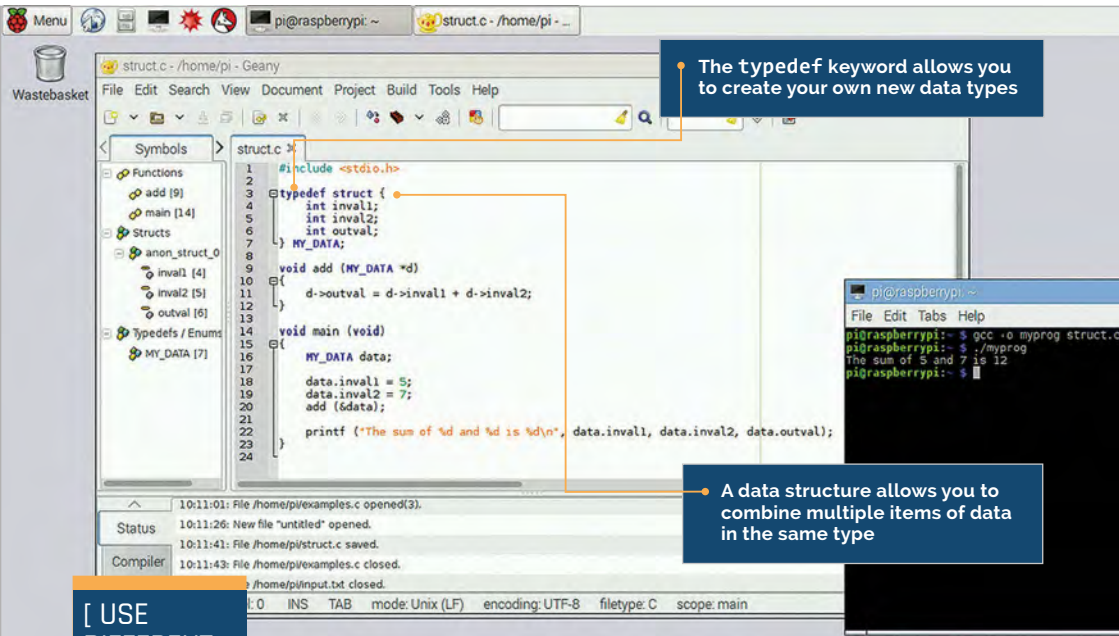 Menu
pi@raspberrypi: ~
struct.c - /home/pi - ...
Wastebasket
struct.c - /home/pi - Geany
File Edit Search View Document Project Build Tools Help
The typedef keyword allows you
to create your own new data types
Symbols
Functions
add [9]
main [14]
Structs
anon_struct_0
inval1 [4]
inval2 [5]
outval [6]
Typedefs / Enums
MY_DATA [7]
struct.c
1 #include <stdio.h>
2
3 typedef struct {
4 int inval1;
5 int inval2;
6 int outval;
7 } MY_DATA;
8
9 void add (MY_DATA *d)
10 {
11 d->outval = d->inval1 + d->inval2;
12 }
13
14 void main (void)
15 {
16 MY_DATA data;
17
18 data.inval1 = 5;
19 data.inval2 = 7;
20 add (&data);
21
22 printf ("The sum of %d and %d is %d\n", data.inval1, data.inval2, data.outval);
23 }
24
pi@raspberrypi: ~
File Edit Tabs Help
pi@raspberrypi:~ $ gcc -o myprog struct.c
pi@raspberrypi:~ $ ./myprog
The sum of 5 and 7 is 12
pi@raspberrypi:~ $
A data structure allows you to
combine multiple items of data
in the same type
Status
Compiler
10:11:01: File /home/pi/examples.c opened(3).
10:11:26: New file "untitled" opened.
10:11:41: File /home/pi/struct.c saved.
10:11:43: File /home/pi/examples.c closed.
/home/pi/input.txt closed.
: 0 INS TAB mode: Unix (LF) encoding: UTF-8 filetype: C scope: main
[ USE